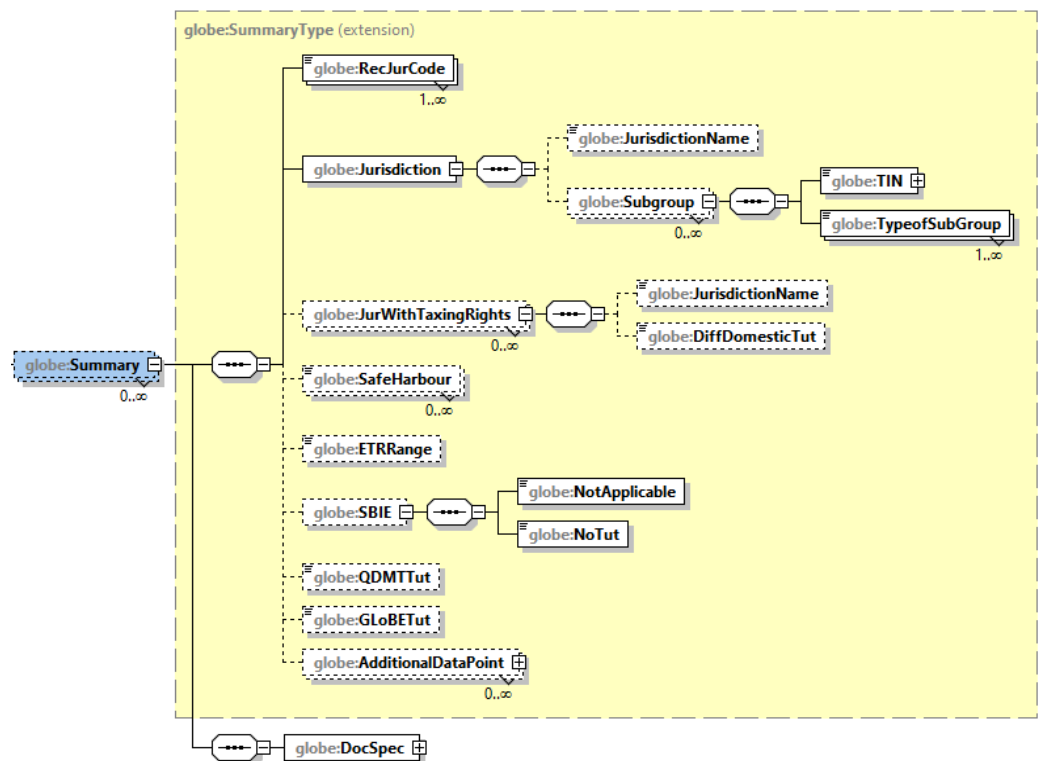 globe:SummaryType (extension)
globe:RecJurCode
1..∞
globe:JurisdictionName
globe:Jurisdiction
globe:TIN
globe:Subgroup
0..∞
globe:TypeofSubGroup
1..∞
globe:JurisdictionName
globe:JurWithTaxingRights
0..∞
globe:DiffDomesticTut
globe:Summary
0..∞
globe:SafeHarbour
0..∞
globe:ETRRange
globe:NotApplicable
globe:SBIE
globe:NoTut
globe:QDMTTut
globe:GLoBETut
globe:AdditionalDataPoint
0..∞
globe:DocSpec